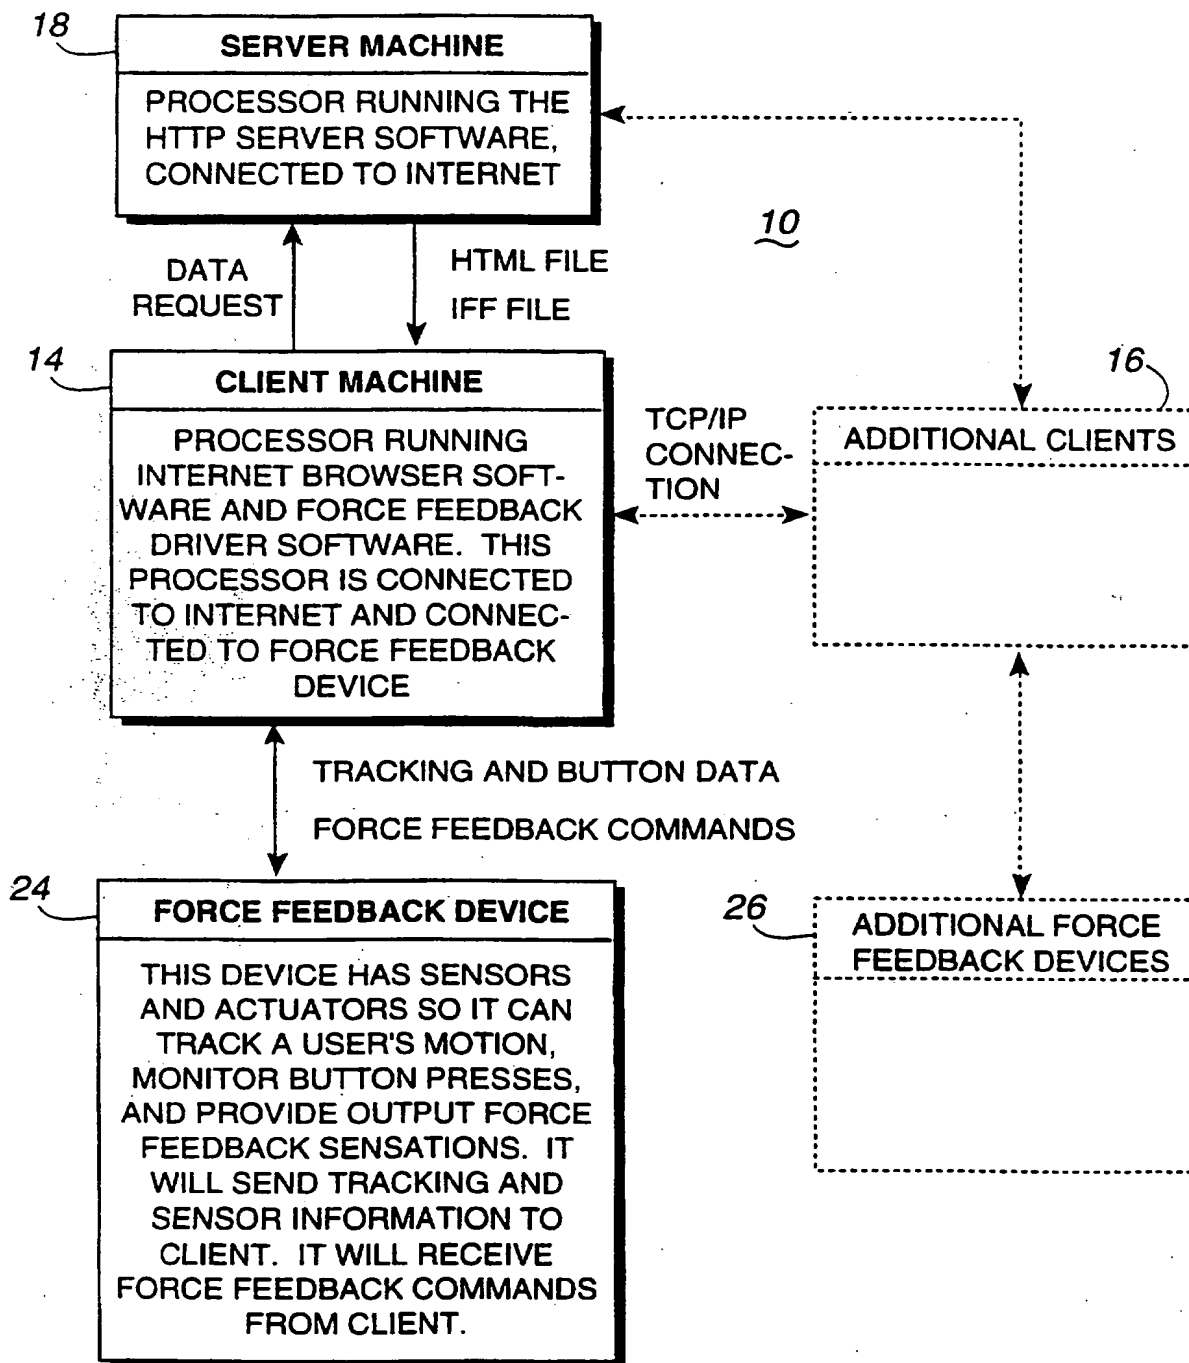 18
SERVER MACHINE
PROCESSOR RUNNING THE
HTTP SERVER SOFTWARE,
CONNECTED TO INTERNET
10
DATA
REQUEST
HTML FILE
IFF FILE
14
CLIENT MACHINE
PROCESSOR RUNNING
INTERNET BROWSER SOFT-
WARE AND FORCE FEEDBACK
DRIVER SOFTWARE. THIS
PROCESSOR IS CONNECTED
TO INTERNET AND CONNEC-
TED TO FORCE FEEDBACK
DEVICE
TCP/IP
CONNEC-
TION
16
ADDITIONAL CLIENTS
TRACKING AND BUTTON DATA
FORCE FEEDBACK COMMANDS
24
FORCE FEEDBACK DEVICE
THIS DEVICE HAS SENSORS
AND ACTUATORS SO IT CAN
TRACK A USER'S MOTION,
MONITOR BUTTON PRESSES,
AND PROVIDE OUTPUT FORCE
FEEDBACK SENSATIONS. IT
WILL SEND TRACKING AND
SENSOR INFORMATION TO
CLIENT. IT WILL RECEIVE
FORCE FEEDBACK COMMANDS
FROM CLIENT.
26
ADDITIONAL FORCE
FEEDBACK DEVICES